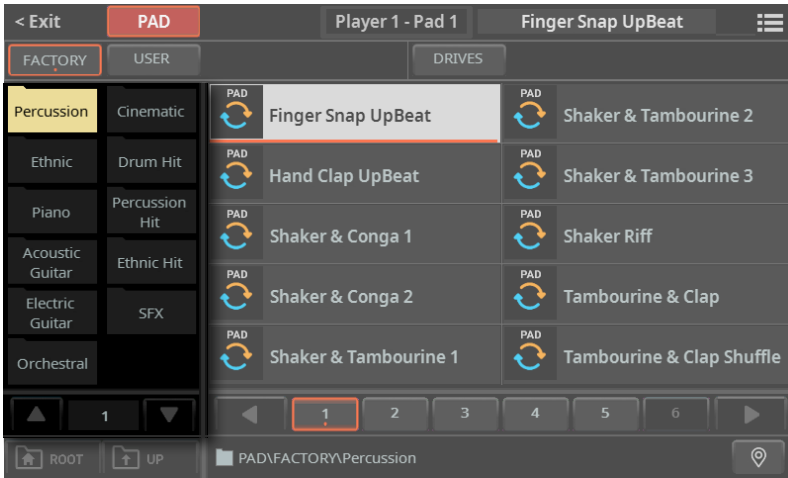 < Exit PAD Player 1 - Pad 1 Finger Snap UpBeat
FACTORY USER DRIVES
Percussion Cinematic
Ethnic Drum Hit
Piano Percussion Hit
Acoustic Guitar Ethnic Hit
Electric Guitar SFX
Orchestral
1
ROOT UP
PAD Finger Snap UpBeat PAD Shaker & Tambourine 2
PAD Hand Clap UpBeat PAD Shaker & Tambourine 3
PAD Shaker & Conga 1 PAD Shaker Riff
PAD Shaker & Conga 2 PAD Tambourine & Clap
PAD Shaker & Tambourine 1 PAD Tambourine & Clap Shuffle
1 2 3 4 5 6
PAD\FACTORY\Percussion